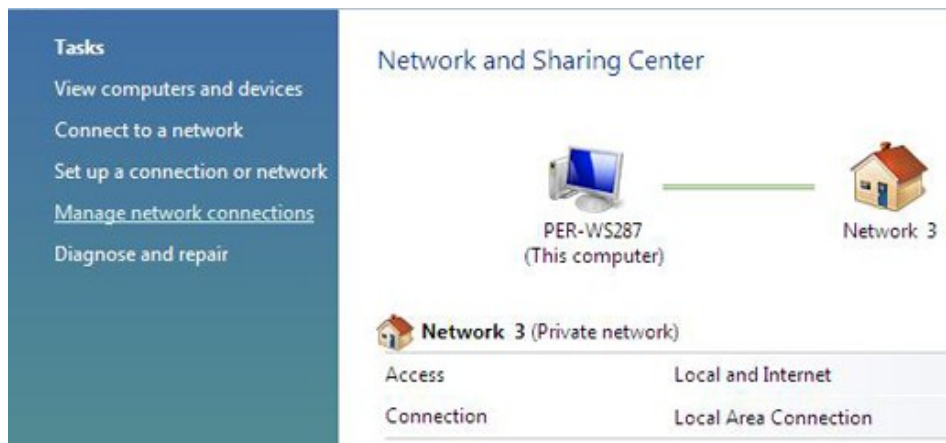 Tasks
View computers and devices
Connect to a network
Set up a connection or network
Manage network connections
Diagnose and repair
Network and Sharing Center
PER-WS287
(This computer)
Network 3
Network 3 (Private network)
Access Local and Internet
Connection Local Area Connection